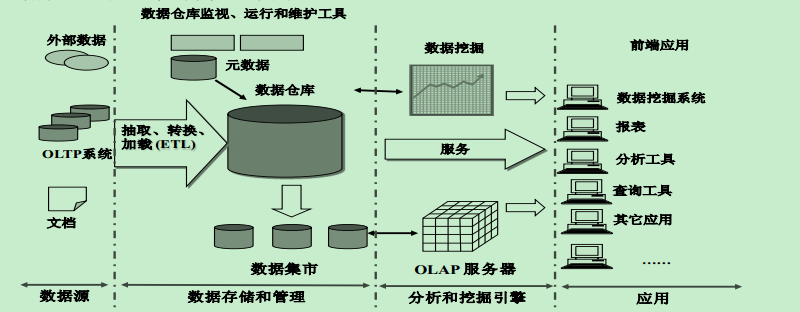 数据仓库监视、运行和维护工具
外部数据
元数据
数据仓库
数据挖掘
前端应用
OLTP系统
抽取、转换、
加载(ETL)
服务
数据挖掘系统
报表
分析工具
查询工具
其它应用
......
文档
数据集市
OLAP 服务器
数据源
数据存储和管理
分析和挖掘引擎
应用